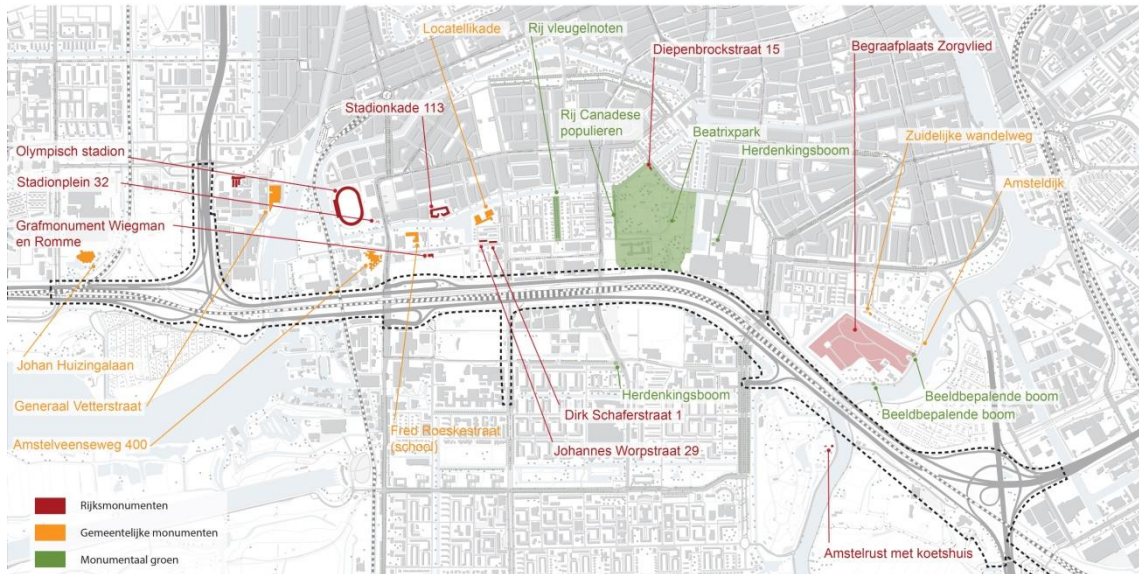 Locatellikade
Rij vleugelnoten
Diepenbrockstraat 15
Begraafplaats Zorgvlied
Stadionkade 113
Rij Canadese
populieren
Beatrixpark
Zuidelijke wandelweg
Olympisch stadion
Herdenkingsboom
Stadionplein 32
Amsteldijk
Grafmonument Wiegman
en Romme
Johan Huizingalaan
Herdenkingsboom
Beeldbepalende boom
Generaal Vetterstraat
Dirk Schaferstraat 1
Beeldbepalende boom
Amstelveenseweg 400
Fred Roeskestraat
(school)
Johannes Worpstraat 29
Rijksmonumenten
Gemeentelijke monumenten
Monumentaal groen
Amstelrust met koetshuis